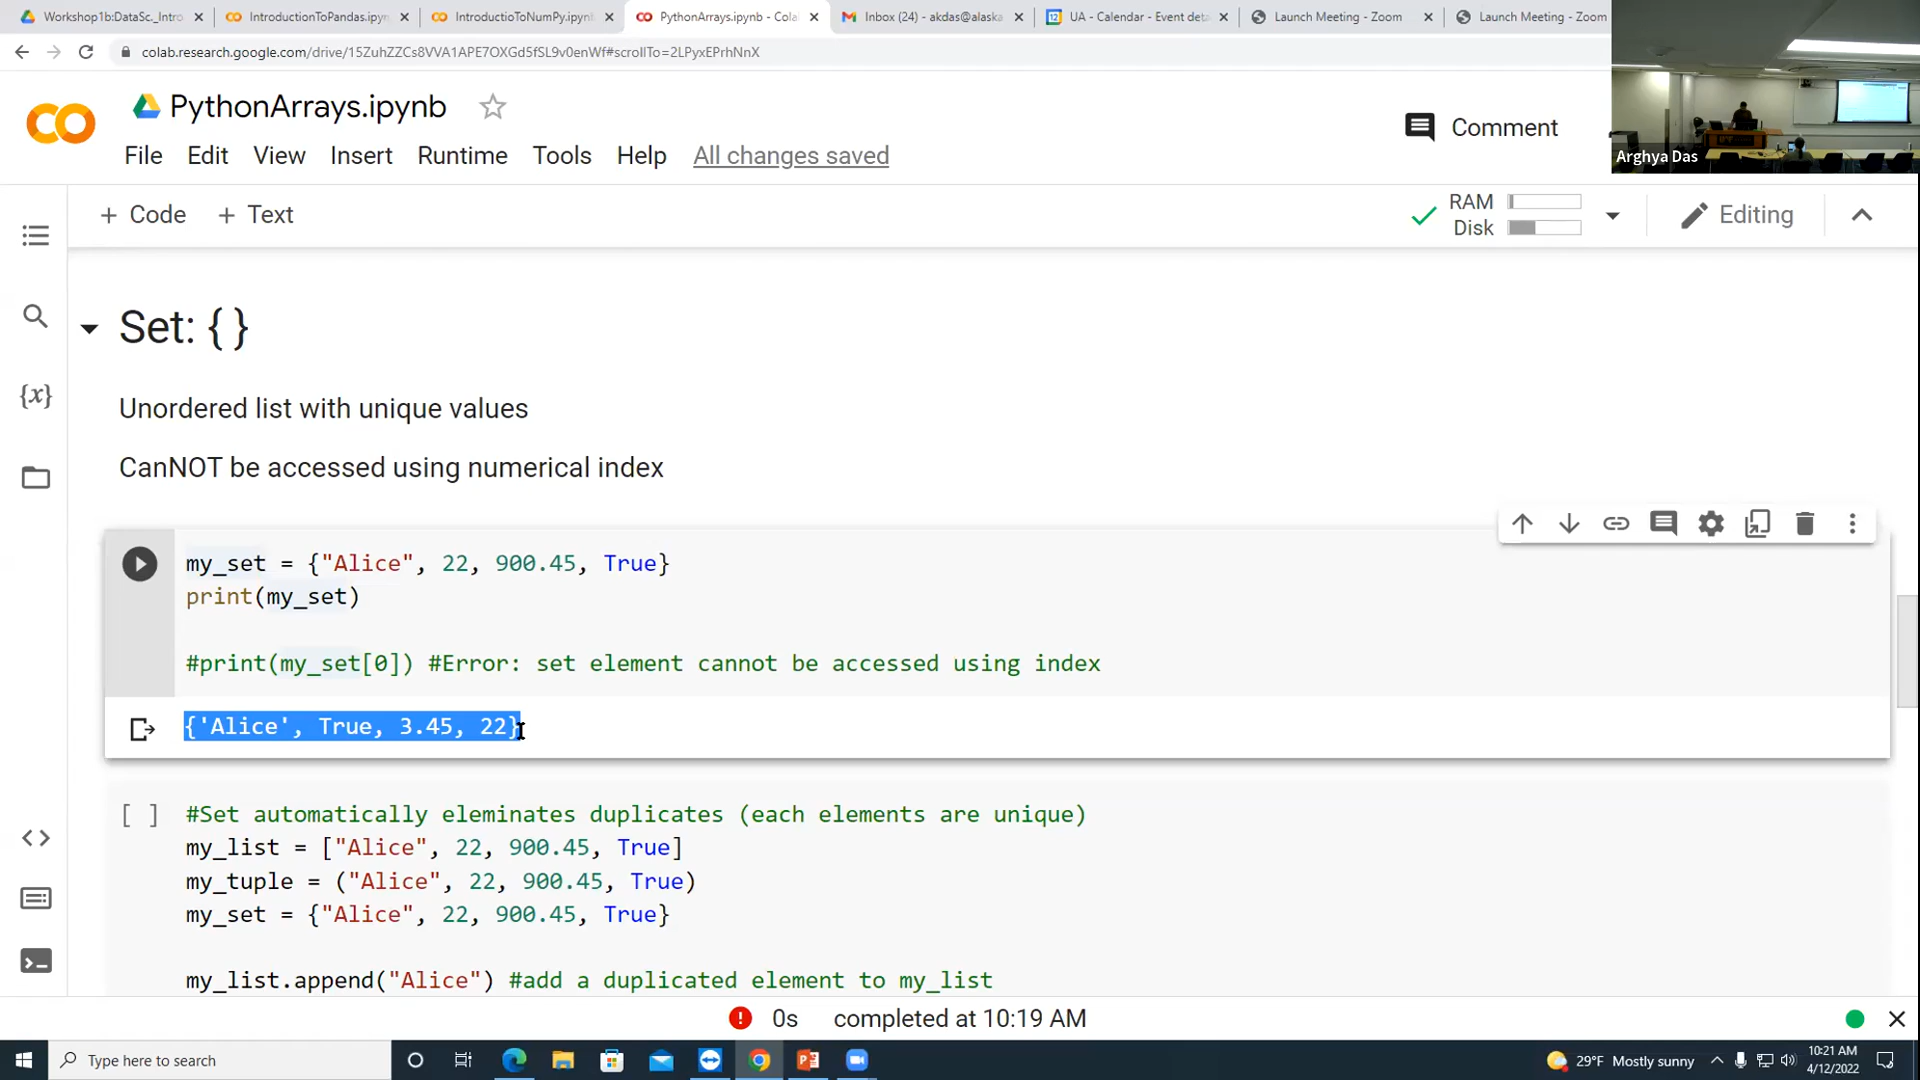 Workshop1b:DataSc._Intro
IntroductionToPandas.ipyn
IntroductioToNumPy.ipynb
PythonArrays.ipynb - Cola
Inbox (24) - akdas@alaska
UA - Calendar - Event deta
Launch Meeting - Zoom
Launch Meeting - Zoom
colab.research.google.com/drive/15ZuhZZCs8VVA1APE7OXGd5fSL9v0enWf#scrollTo=2LPyxEPrhNnX
PythonArrays.ipynb
Comment
Arghya Das
File Edit View Insert Runtime Tools Help All changes saved
+ Code + Text
RAM
Disk
Editing
Set: { }
Unordered list with unique values
CanNOT be accessed using numerical index
{x}
my_set = {"Alice", 22, 900.45, True}
print(my_set)
#print(my_set[0]) #Error: set element cannot be accessed using index
{'Alice', True, 3.45, 22}
[ ] #Set automatically eleminates duplicates (each elements are unique)
my_list = ["Alice", 22, 900.45, True]
my_tuple = ("Alice", 22, 900.45, True)
my_set = {"Alice", 22, 900.45, True}
my_list.append("Alice") #add a duplicated element to my_list
0s completed at 10:19 AM
Type here to search
29°F Mostly sunny
10:21 AM
4/12/2022